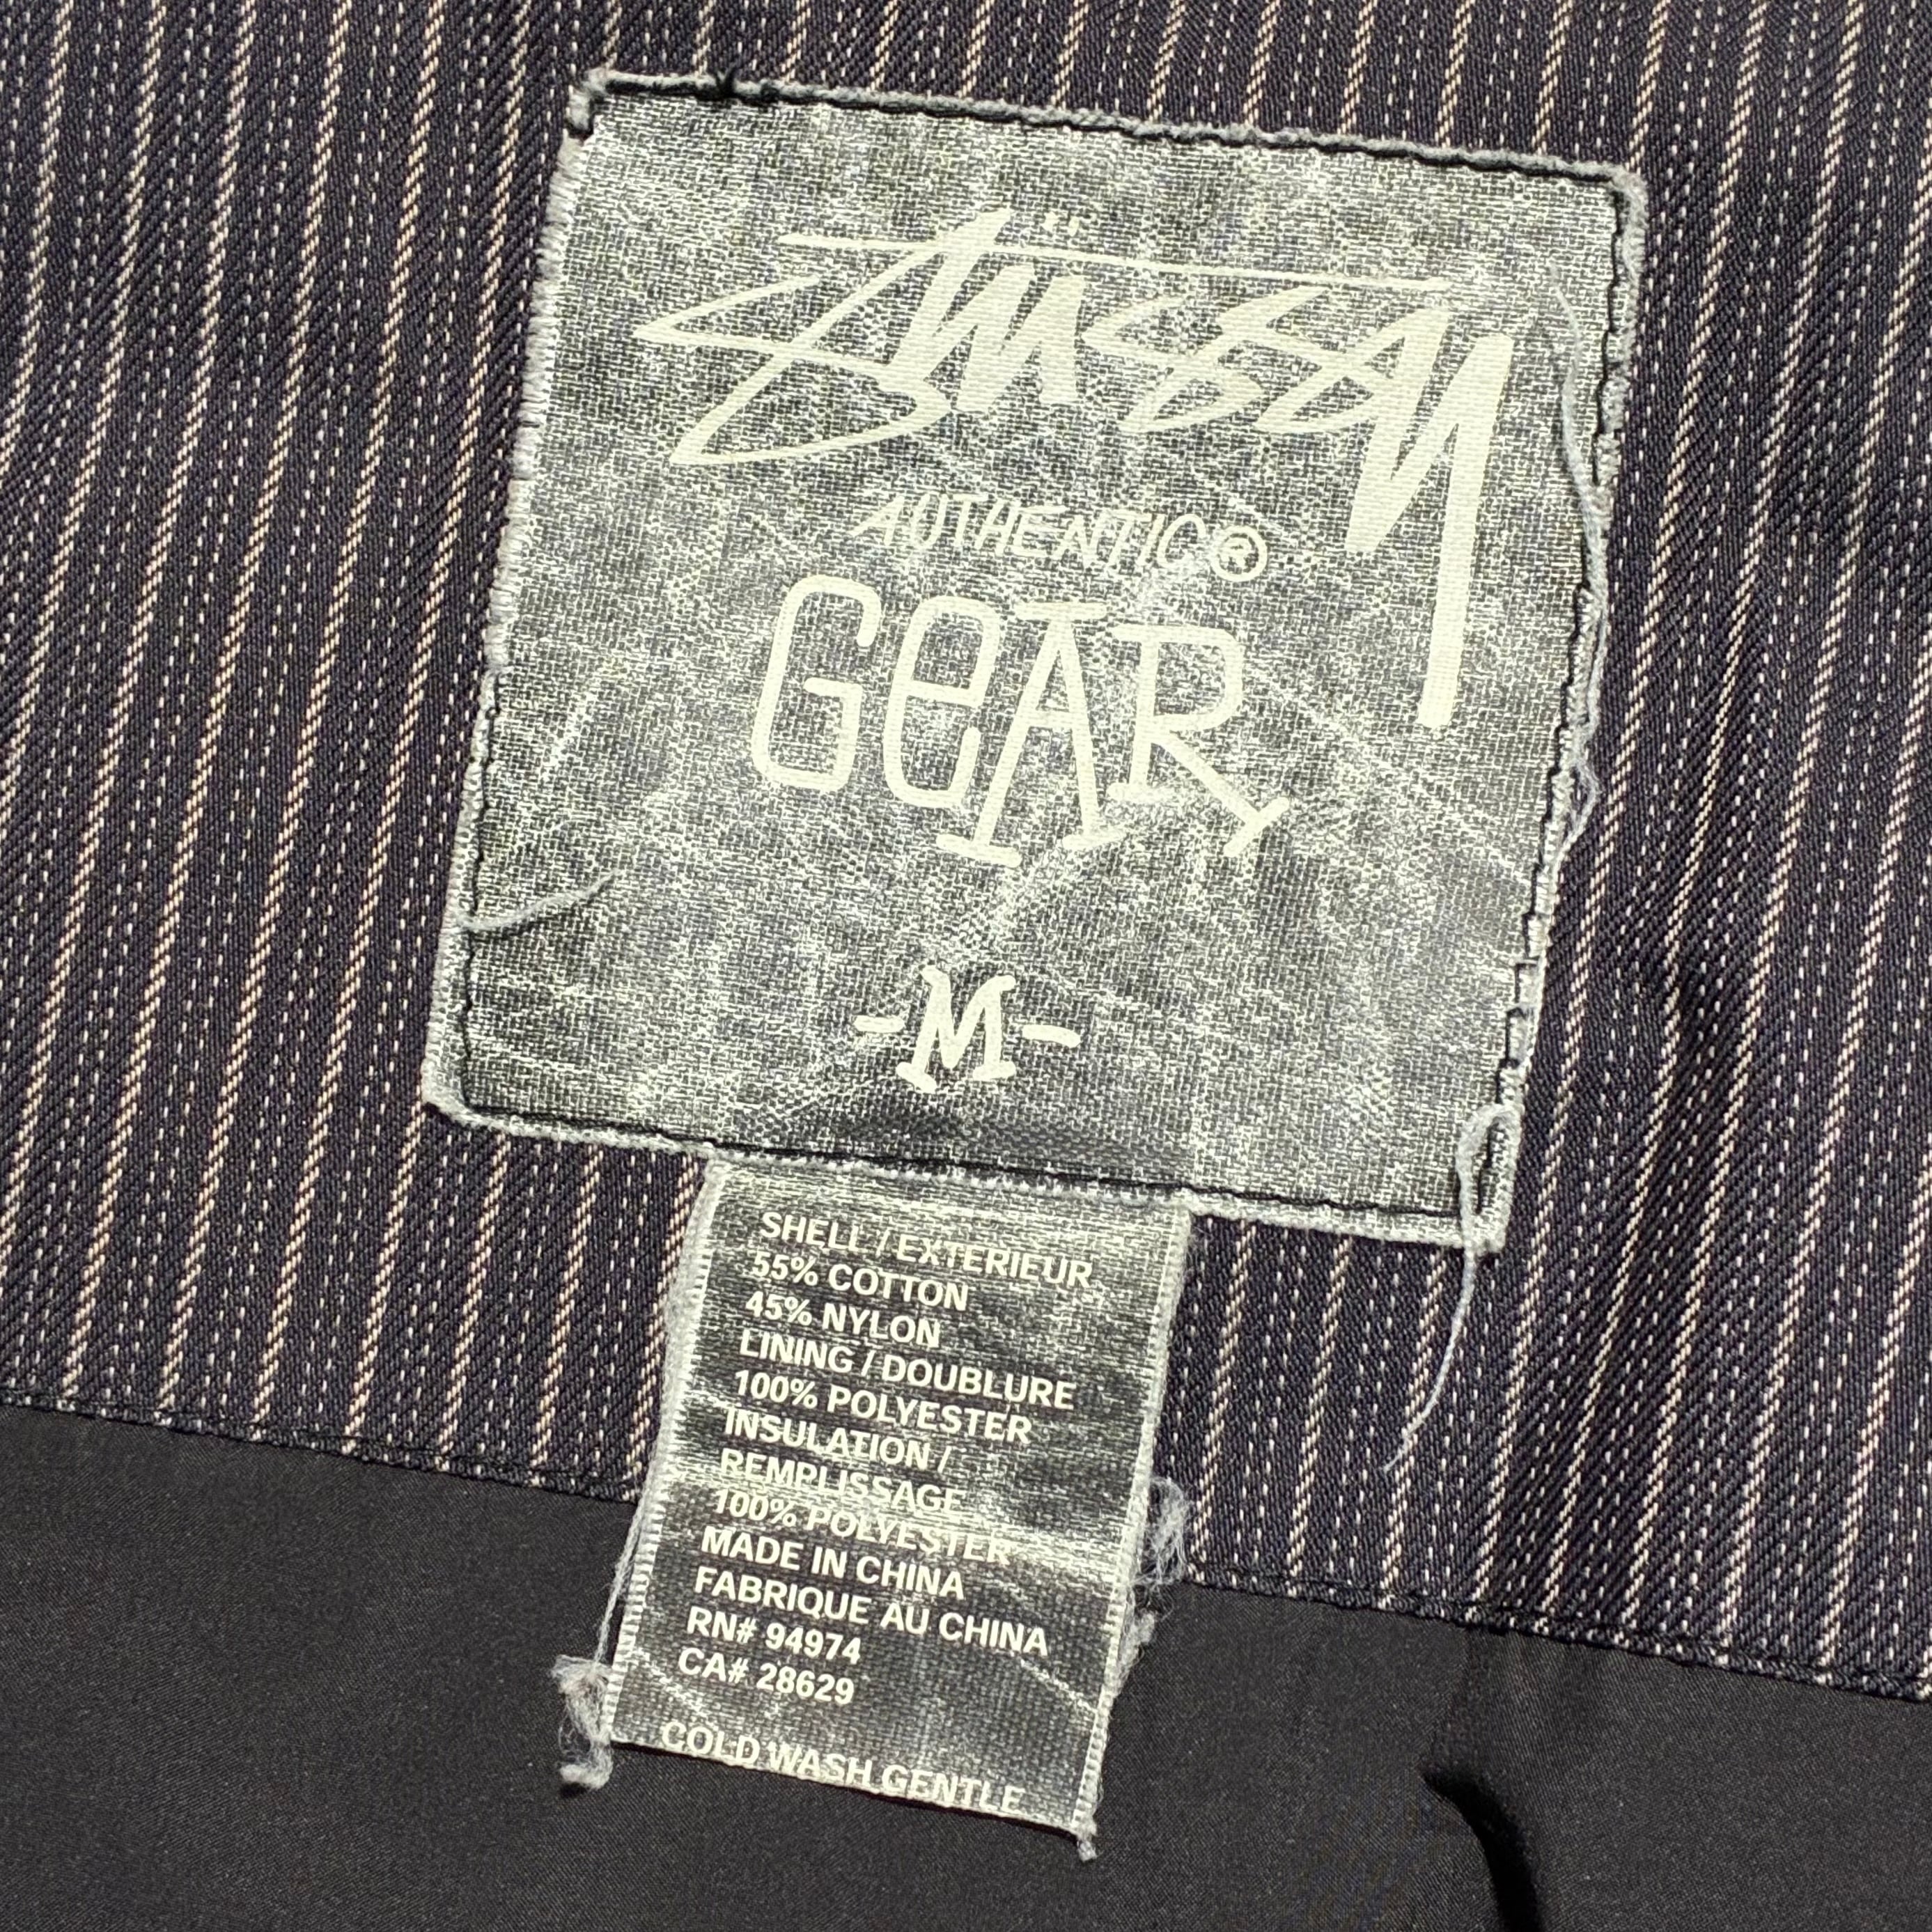 STUSSY
AUTHENTIC®
GEAR
-M-
SHELL / EXTERIEUR
55% COTTON
45% NYLON
LINING / DOUBLURE
100% POLYESTER
INSULATION /
REMPLISSAGE
100% POLYESTER
MADE IN CHINA
FABRIQUE AU CHINA
RN# 94974
CA# 28629
COLD WASH GENTLE